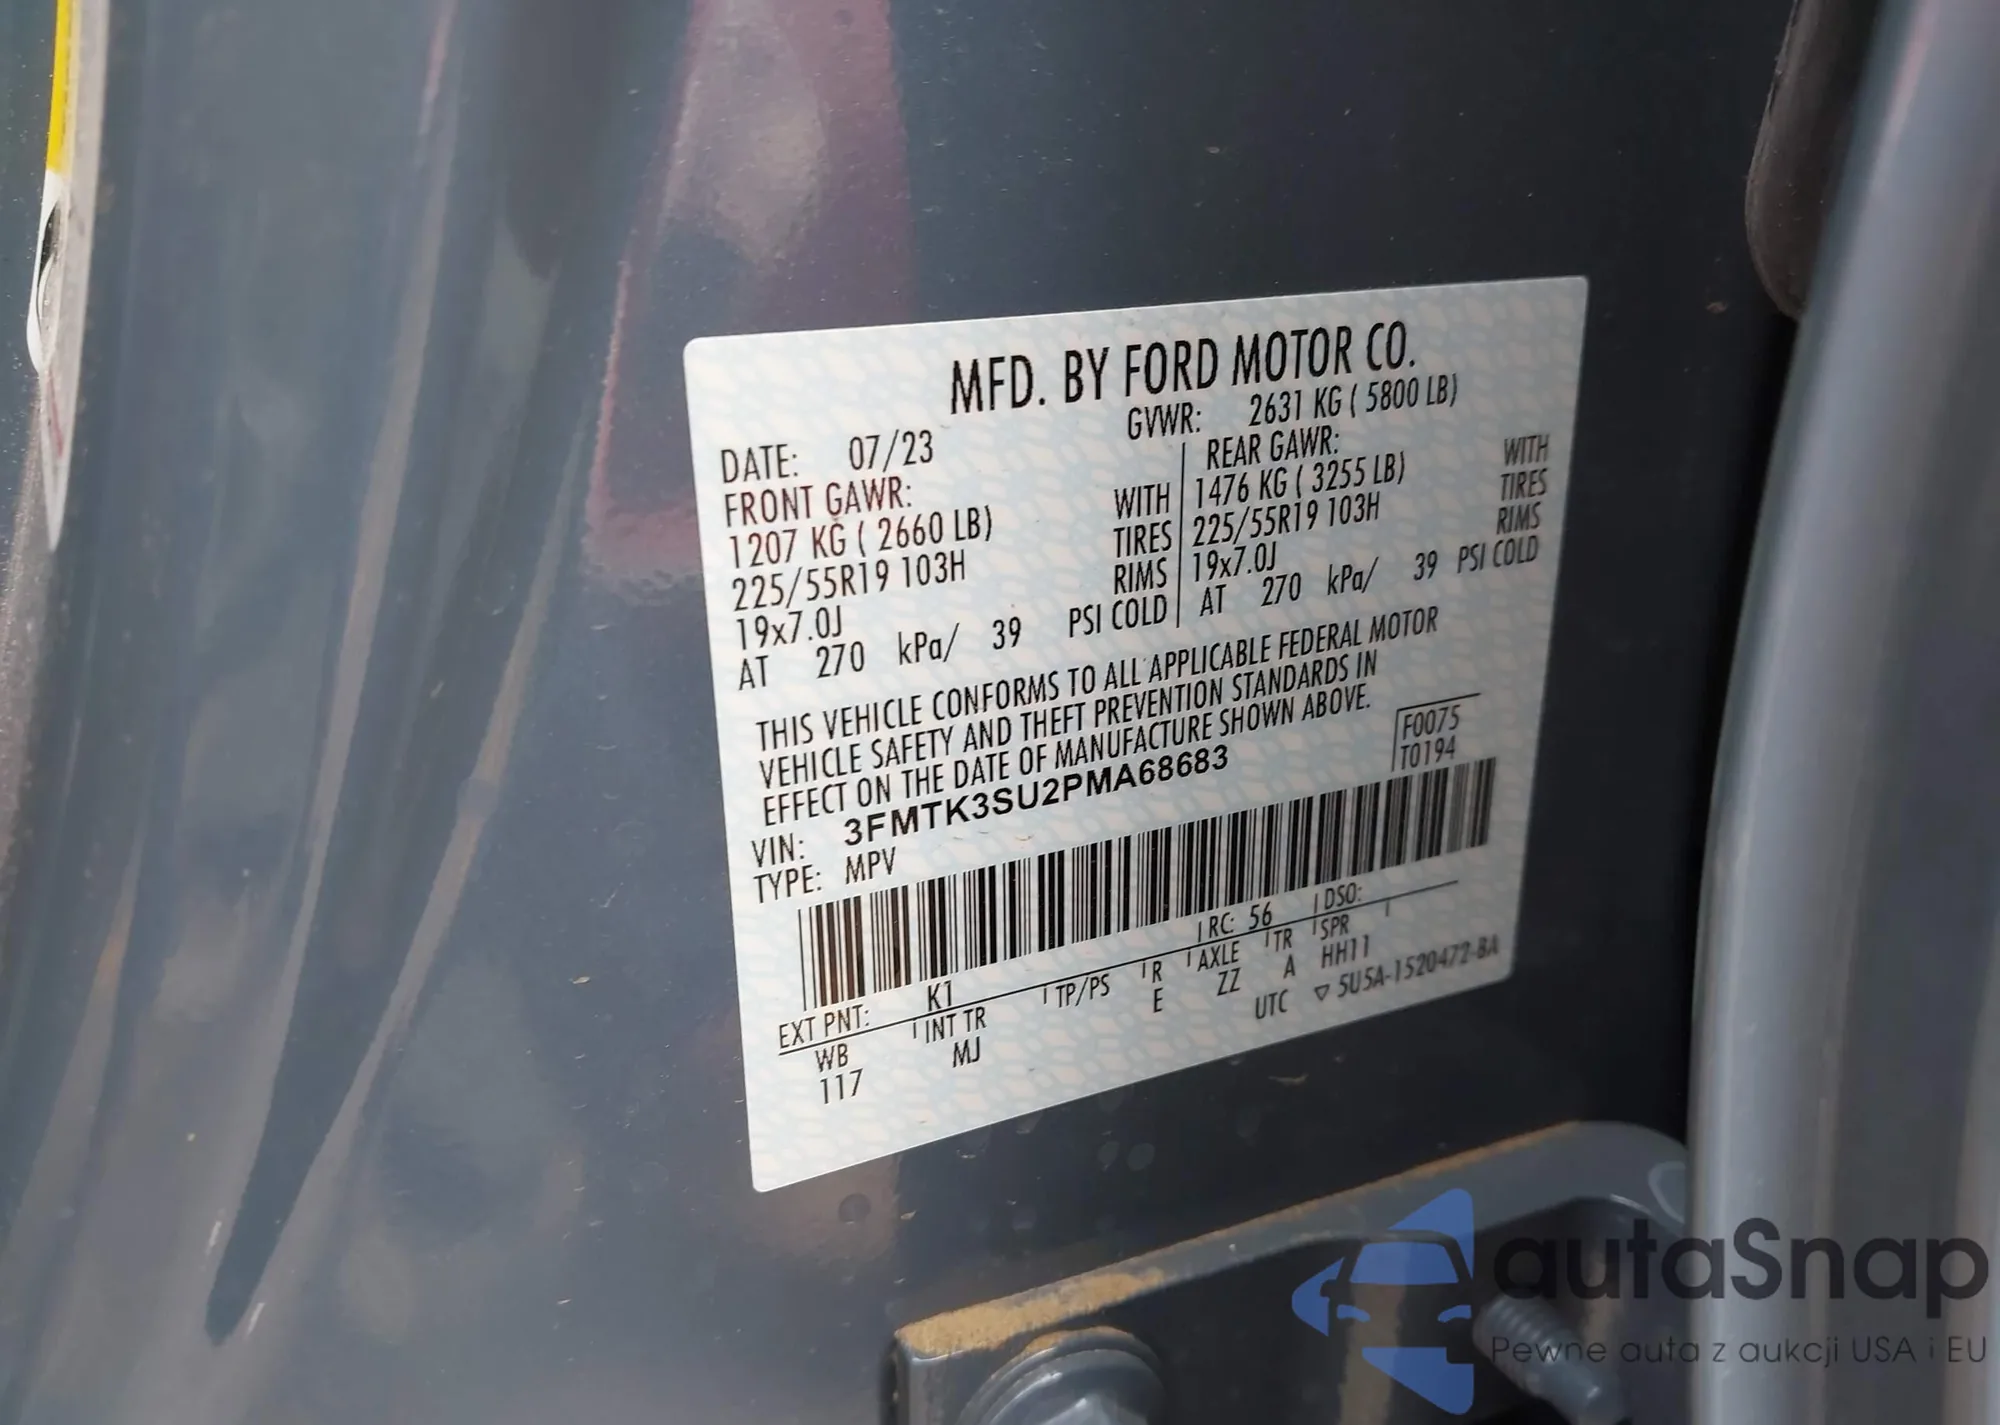 MFD. BY FORD MOTOR CO.
DATE: 07/23
GVWR: 2631 KG ( 5800 LB)
FRONT GAWR:
1207 KG ( 2660 LB) WITH
225/55R19 103H TIRES
19x7.0J RIMS
AT 270 kPa/ 39 PSI COLD
REAR GAWR: WITH
1476 KG ( 3255 LB) TIRES
225/55R19 103H RIMS
19x7.0J
AT 270 kPa/ 39 PSI COLD
THIS VEHICLE CONFORMS TO ALL APPLICABLE FEDERAL MOTOR
VEHICLE SAFETY AND THEFT PREVENTION STANDARDS IN
EFFECT ON THE DATE OF MANUFACTURE SHOWN ABOVE.
F0075
T0194
VIN: 3FMTK3SU2PMA68683
TYPE: MPV
EXT PNT: K1 RC: 56 DSO:
WB INT TR TP/PS R AXLE TR SPR
117 MJ E ZZ A HH11
UTC ▽ 5U5A-1520472-BA
autaSnap
Pewne auta z aukcji USA i EU